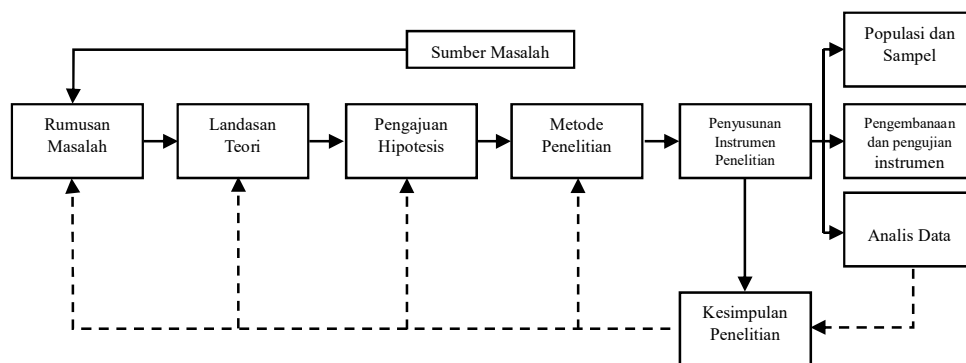 Sumber Masalah
Populasi dan
Sampel
Rumusan
Masalah
Landasan
Teori
Pengajuan
Hipotesis
Metode
Penelitian
Penyusunan
Instrumen
Penelitian
Pengembanaan
dan pengujian
instrumen
Analis Data
Kesimpulan
Penelitian